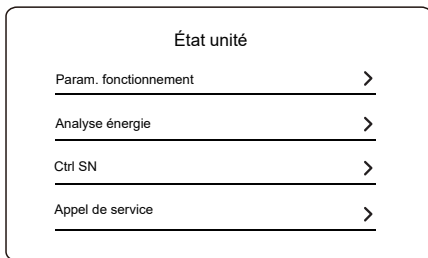 État unité
Param. fonctionnement
Analyse énergie
Ctrl SN
Appel de service